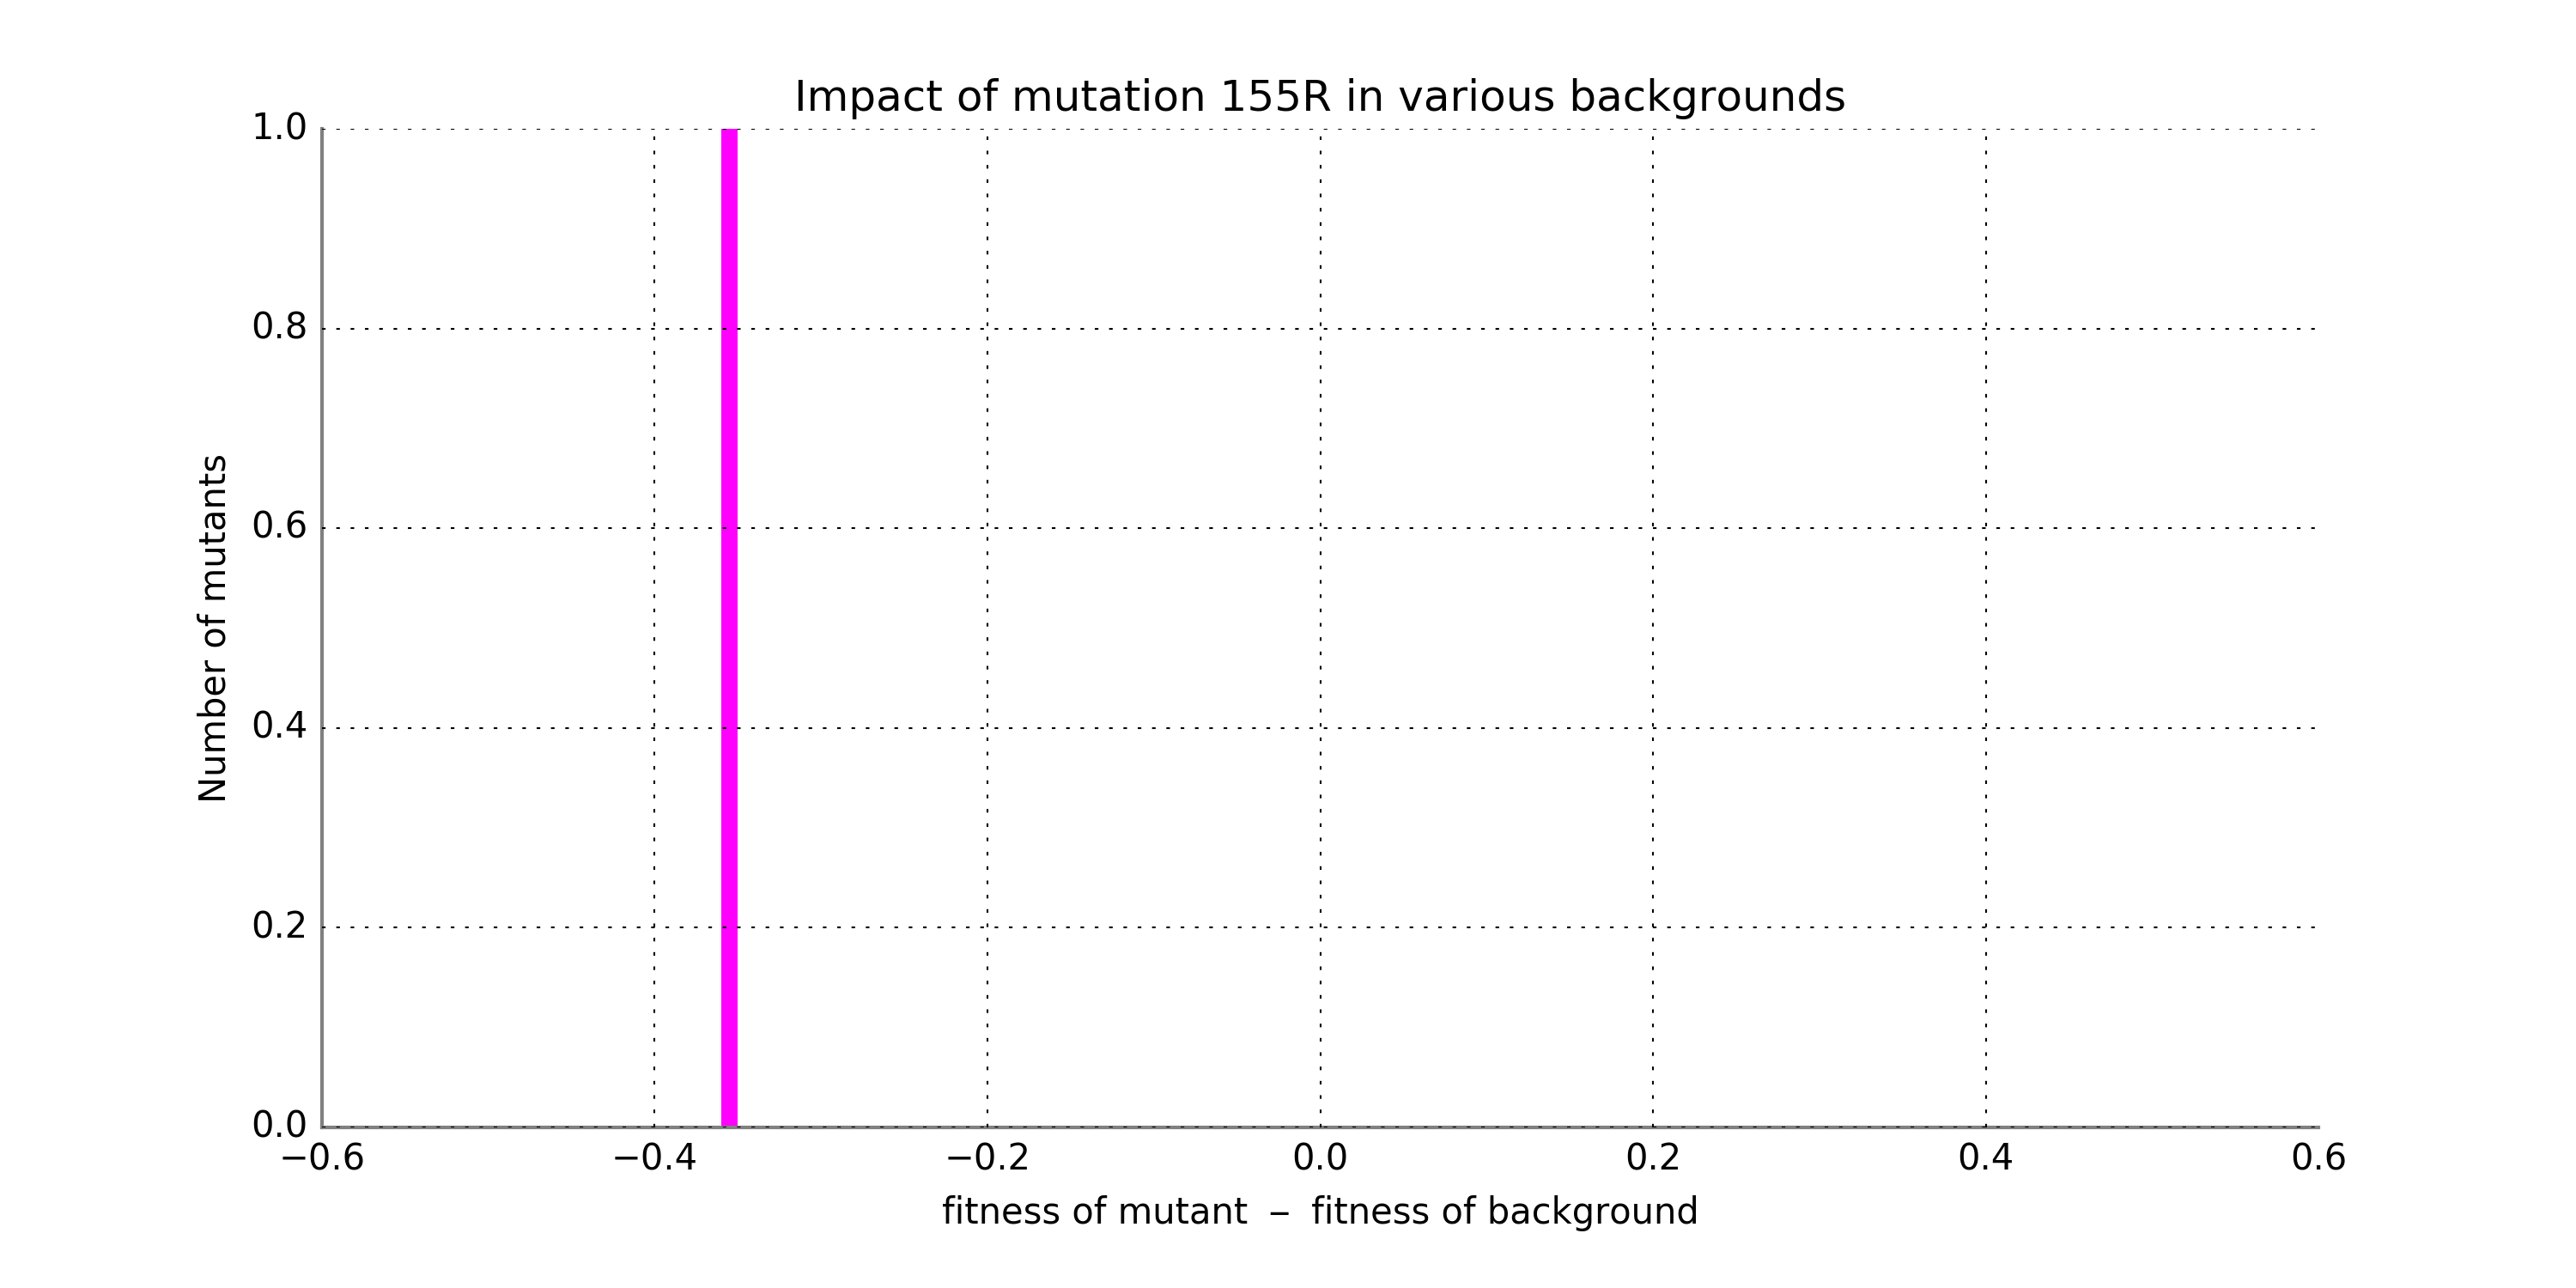 Impact of mutation 155R in various backgrounds
1.0
0.8
0.6
0.4
0.2
0.0
Number of mutants
−0.6 −0.4 −0.2 0.0 0.2 0.4 0.6
fitness of mutant − fitness of background